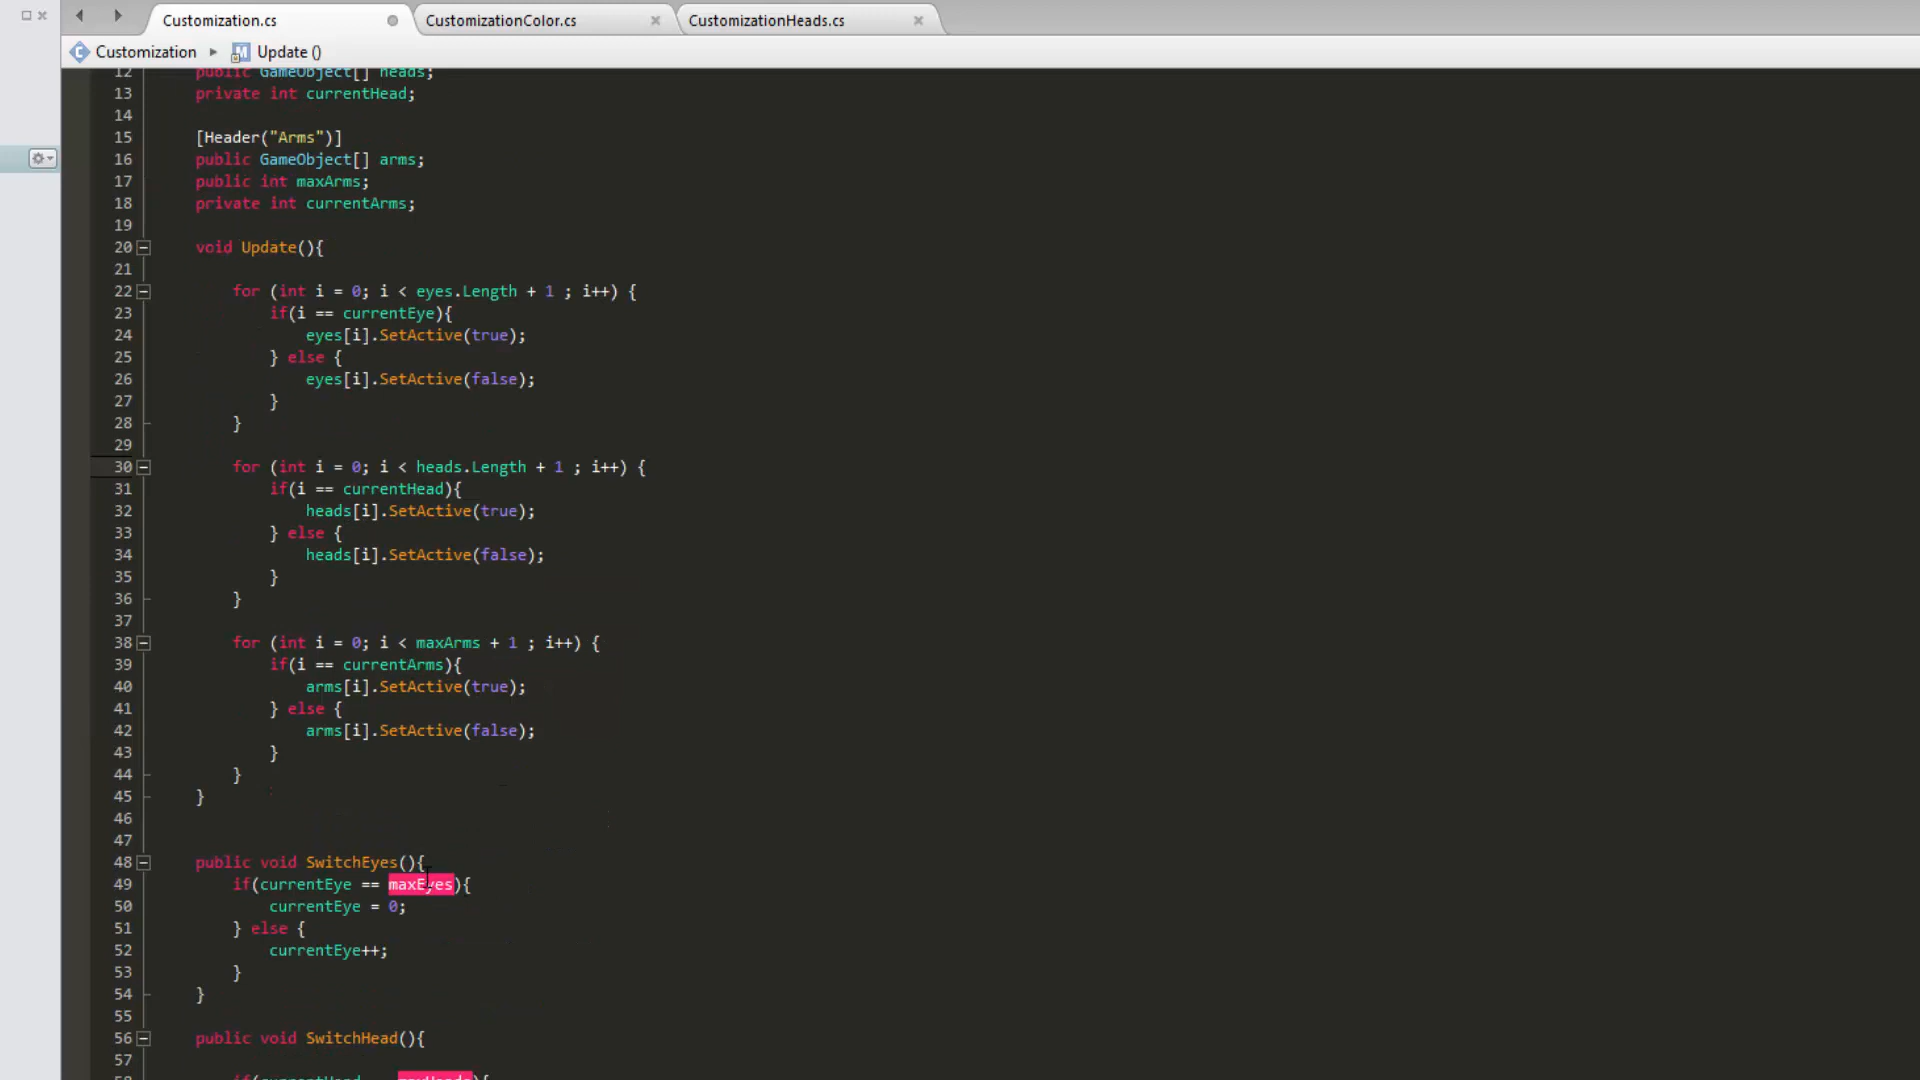 Customization.cs
CustomizationColor.cs
CustomizationHeads.cs
Customization
Update ()
12 public GameObject[] heads;
13 private int currentHead;
14
15 [Header("Arms")]
16 public GameObject[] arms;
17 public int maxArms;
18 private int currentArms;
19
20 void Update(){
21
22 for (int i = 0; i < eyes.Length + 1 ; i++) {
23 if(i == currentEye){
24 eyes[i].SetActive(true);
25 } else {
26 eyes[i].SetActive(false);
27 }
28 }
29
30 for (int i = 0; i < heads.Length + 1 ; i++) {
31 if(i == currentHead){
32 heads[i].SetActive(true);
33 } else {
34 heads[i].SetActive(false);
35 }
36 }
37
38 for (int i = 0; i < maxArms + 1 ; i++) {
39 if(i == currentArms){
40 arms[i].SetActive(true);
41 } else {
42 arms[i].SetActive(false);
43 }
44 }
45 }
46
47
48 public void SwitchEyes(){
49 if(currentEye == maxEyes){
50 currentEye = 0;
51 } else {
52 currentEye++;
53 }
54 }
55
56 public void SwitchHead(){
57